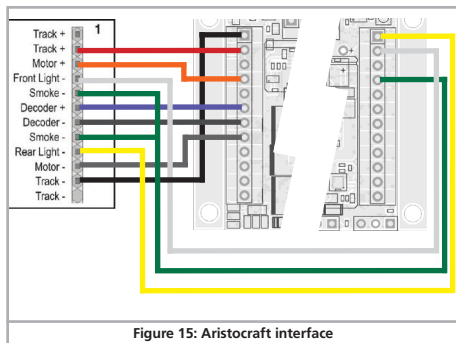 1
Track +
Track +
Motor +
Front Light -
Smoke -
Decoder +
Decoder -
Smoke -
Rear Light -
Motor -
Track -
Track -
Figure 15: Aristocraft interface